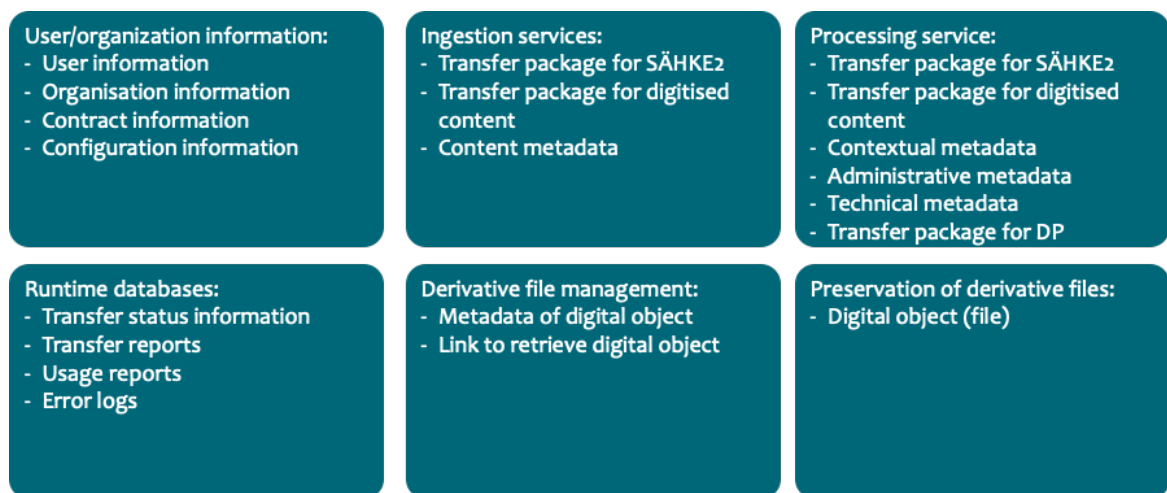 User/organization information:
- User information
- Organisation information
- Contract information
- Configuration information
Ingestion services:
- Transfer package for SÄHKE2
- Transfer package for digitised
content
- Content metadata
Processing service:
- Transfer package for SÄHKE2
- Transfer package for digitised
content
- Contextual metadata
- Administrative metadata
- Technical metadata
- Transfer package for DP
Runtime databases:
- Transfer status information
- Transfer reports
- Usage reports
- Error logs
Derivative file management:
- Metadata of digital object
- Link to retrieve digital object
Preservation of derivative files:
- Digital object (file)